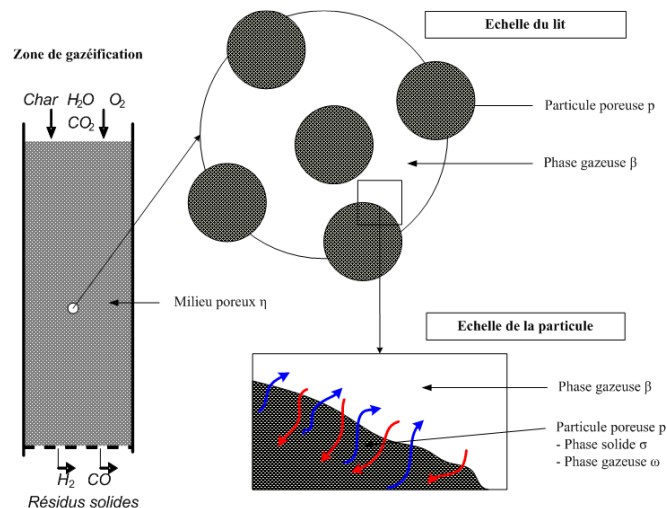 Echelle du lit
Zone de gazéification
Char H2O O2
CO2
Particule poreuse p
Phase gazeuse β
Milieu poreux η
Echelle de la particule
Phase gazeuse β
Particule poreuse p
- Phase solide σ
- Phase gazeuse ω
H2 CO
Résidus solides